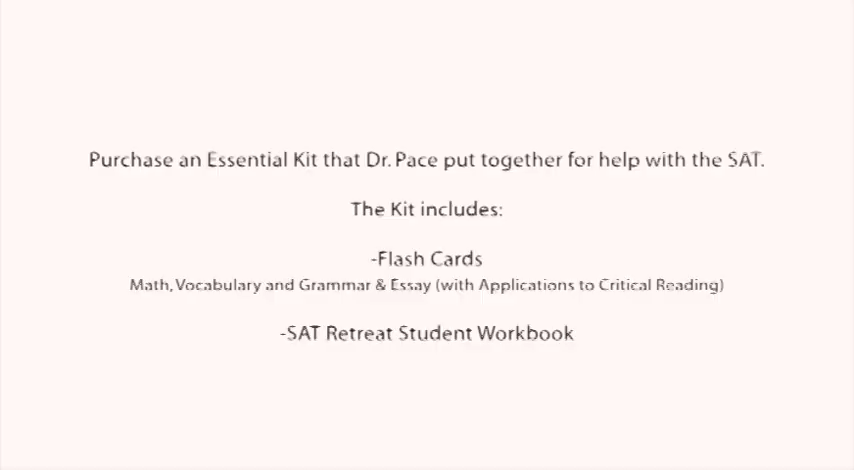 Purchase an Essential Kit that Dr. Pace put together for help with the SAT.
The Kit includes:
-Flash Cards
Math, Vocabulary and Grammar & Essay (with Applications to Critical Reading)
-SAT Retreat Student Workbook